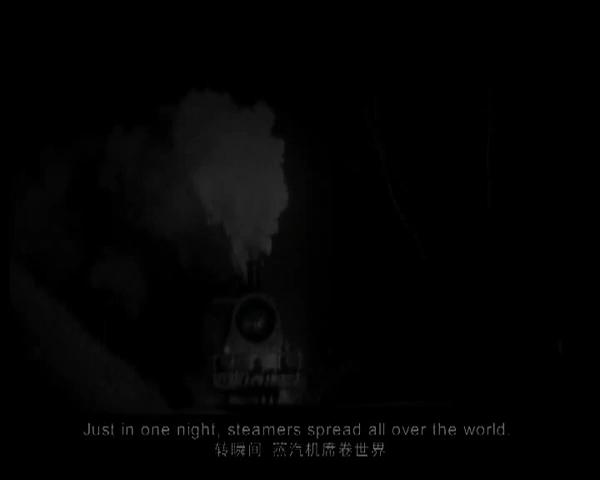 Just in one night, steamers spread all over the world.
转瞬间 蒸汽机席卷世界